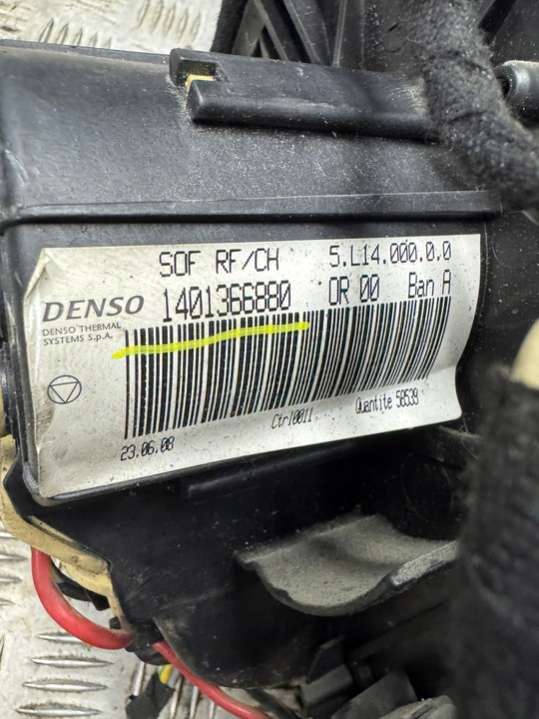 SOF RF/CH 5.L14.000.0.0
DENSO 1401366880 OR 00 Ban A
DENSO THERMAL
SYSTEMS S.p.A.
23.06.08 Ctr10011 Quantite 58539